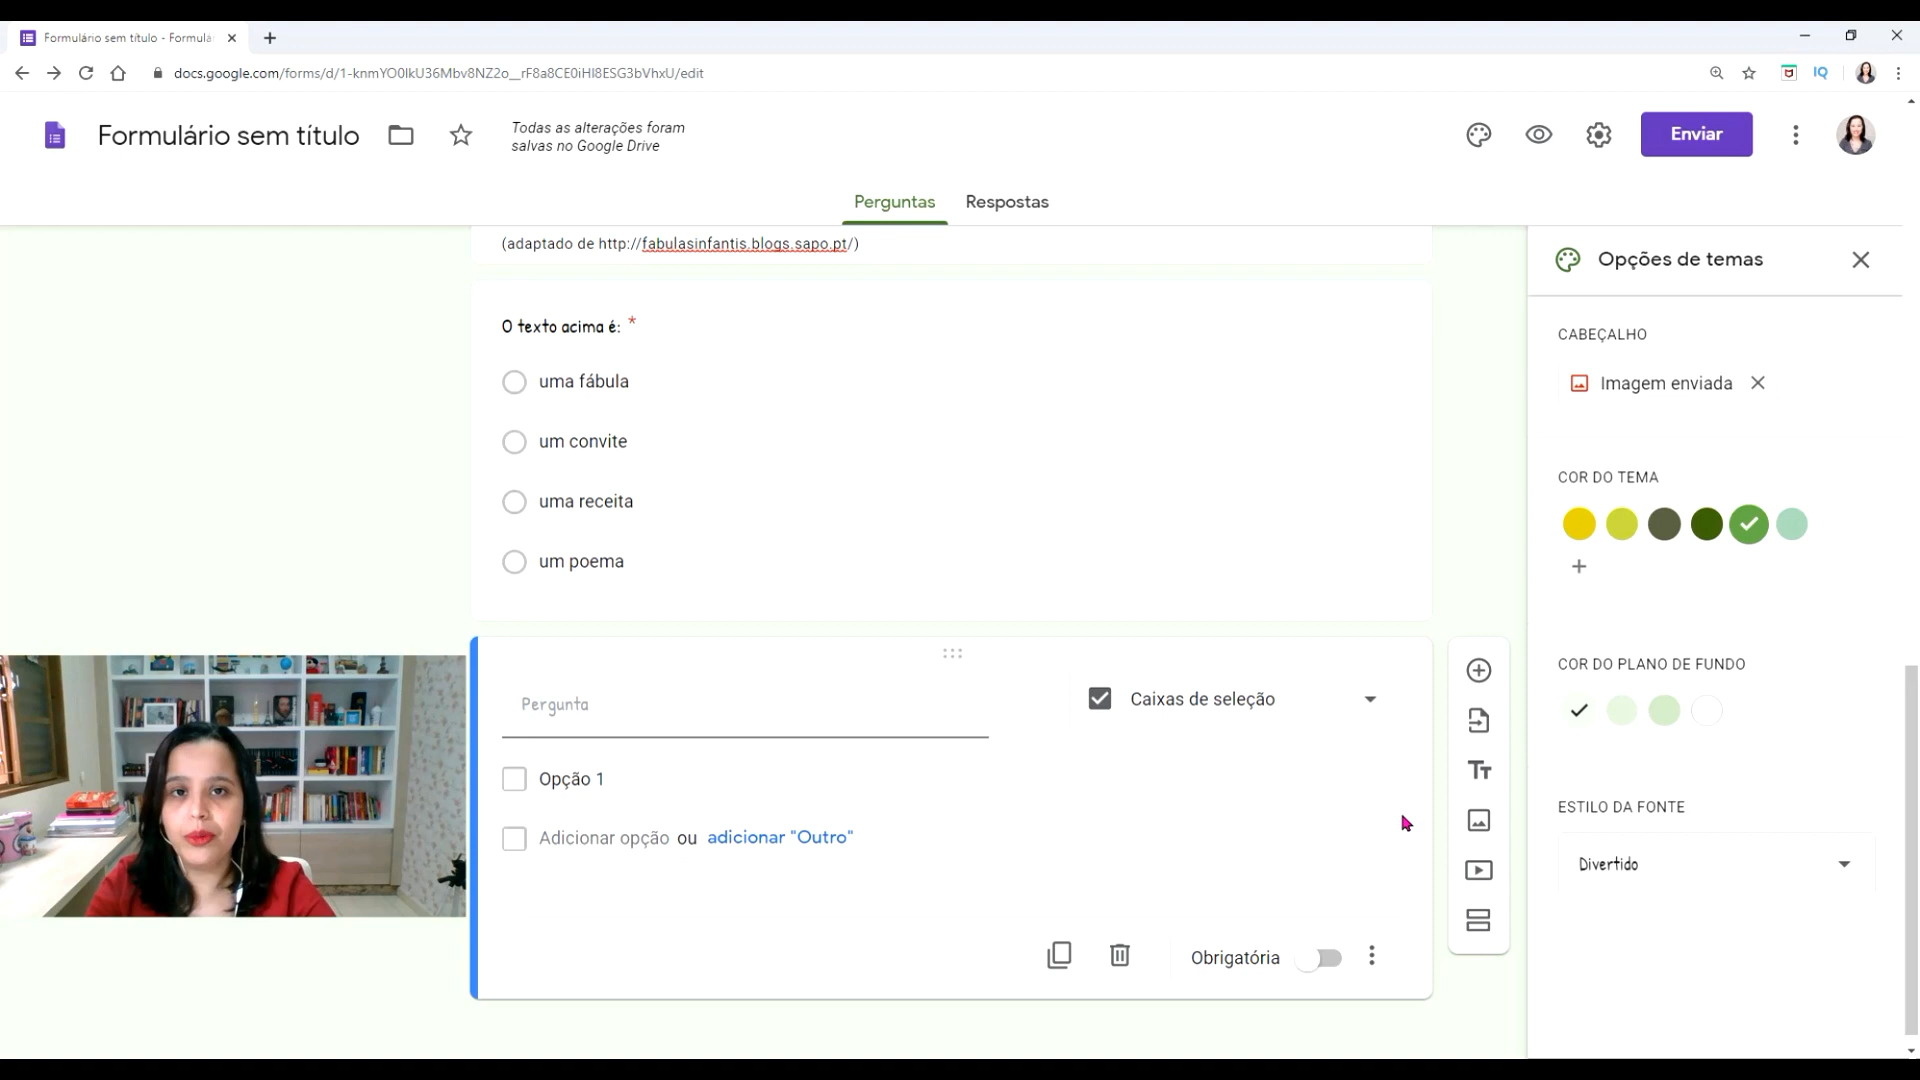 Formulário sem título - Formula
docs.google.com/forms/d/1-knmYO0lkU36Mbv8NZ2o__rF8a8CE0iHl8ESG3bVhxU/edit
IQ
Formulário sem título
Todas as alterações foram
salvas no Google Drive
Enviar
Perguntas
Respostas
(adaptado de http://fabulasinfantis.blogs.sapo.pt/)
O texto acima é: *
uma fábula
um convite
uma receita
um poema
Pergunta
Caixas de seleção
Opção 1
Adicionar opção ou adicionar "Outro"
Obrigatória
Opções de temas
CABEÇALHO
Imagem enviada
COR DO TEMA
COR DO PLANO DE FUNDO
ESTILO DA FONTE
Divertido